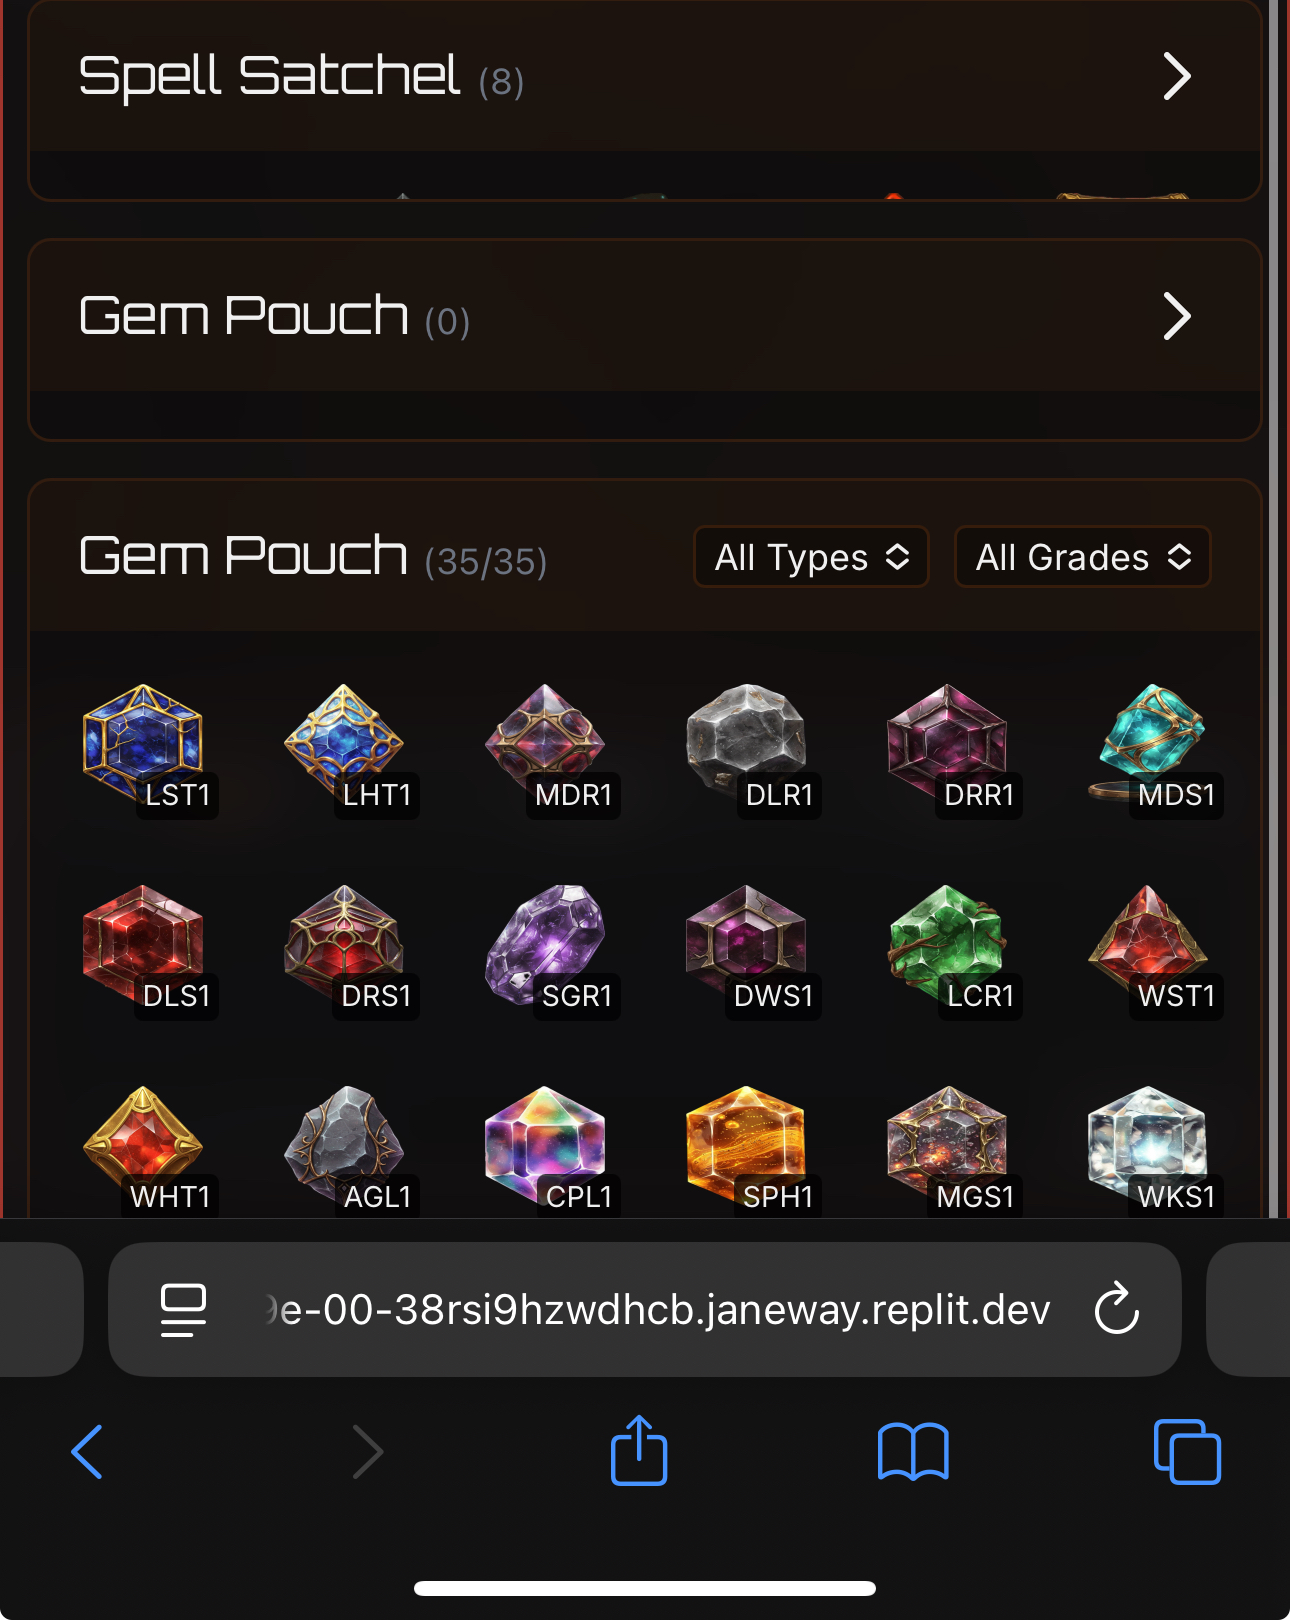 Spell Satchel (8)
Gem Pouch (0)
Gem Pouch (35/35) All Types All Grades
LST1 LHT1 MDR1 DLR1 DRR1 MDS1
DLS1 DRS1 SGR1 DWS1 LCR1 WST1
WHT1 AGL1 CPL1 SPH1 MGS1 WKS1
e-00-38rsi9hzwdhcb.janeway.replit.dev